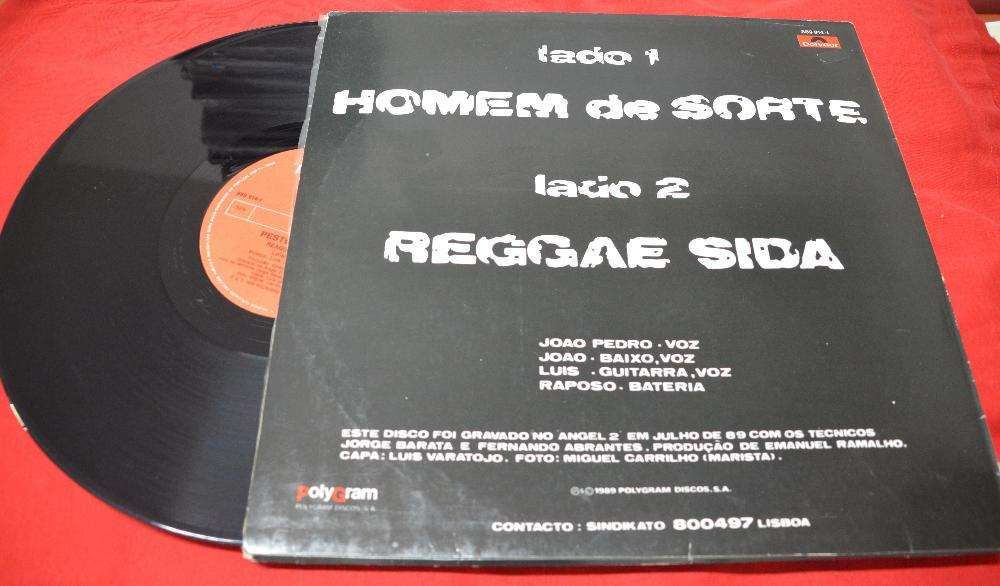 lado 1
Polydor
HOMEM de SORTE
lado 2
REGGAE SIDA
JOAO PEDRO - VOZ
JOAO - BAIXO, VOZ
LUIS - GUITARRA, VOZ
RAPOSO - BATERIA
ESTE DISCO FOI GRAVADO NO ANGEL 2 EM JULHO DE 89 COM OS TECNICOS
JORGE BARATA E FERNANDO ABRANTES, PRODUÇÃO DE EMANUEL RAMALHO.
CAPA: LUIS VARATOJO. FOTO: MIGUEL CARRILHO (MARISTA).
PolyGram
POLYGRAM DISCOS, S.A.
℗ © 1989 POLYGRAM DISCOS, S.A.
CONTACTO : SINDIKATO 800497 LISBOA